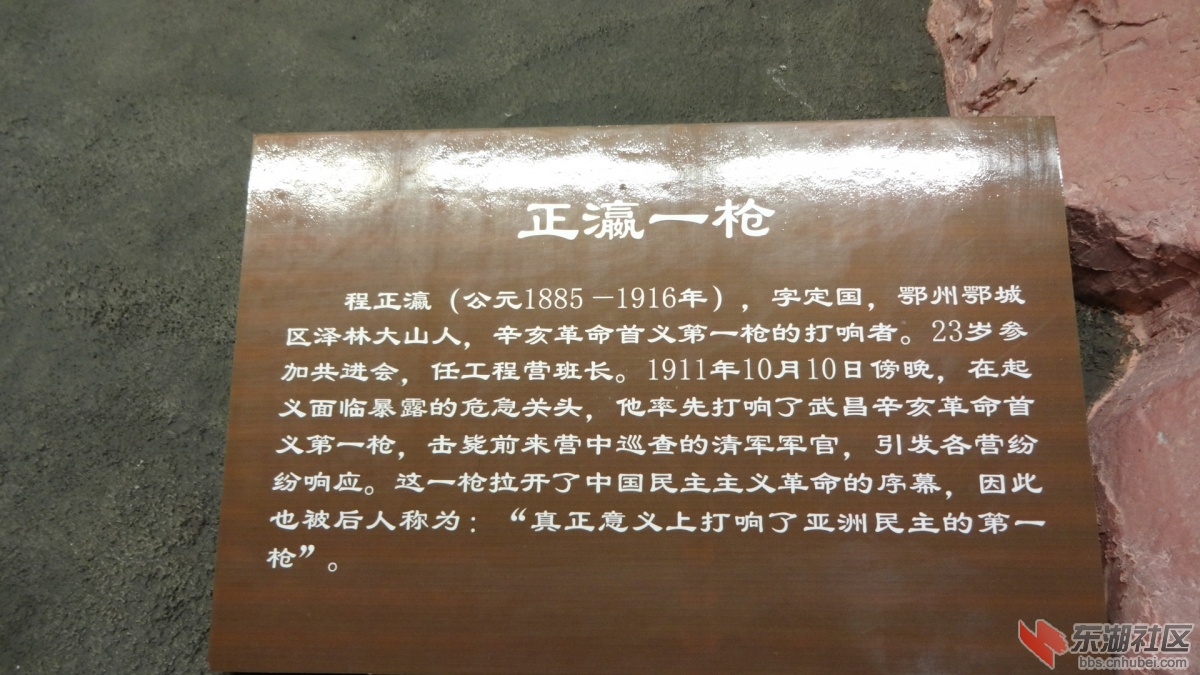 正瀛一枪
程正瀛（公元1885－1916年），字定国，鄂州鄂城
区泽林大山人，辛亥革命首义第一枪的打响者。23岁参
加共进会，任工程营班长。1911年10月10日傍晚，在起
义面临暴露的危急关头，他率先打响了武昌辛亥革命首
义第一枪，击毙前来营中巡查的清军军官，引发各营纷
纷响应。这一枪拉开了中国民主主义革命的序幕，因此
也被后人称为：“真正意义上打响了亚洲民主的第一
枪”。
东湖社区
bbs.cnhubei.com